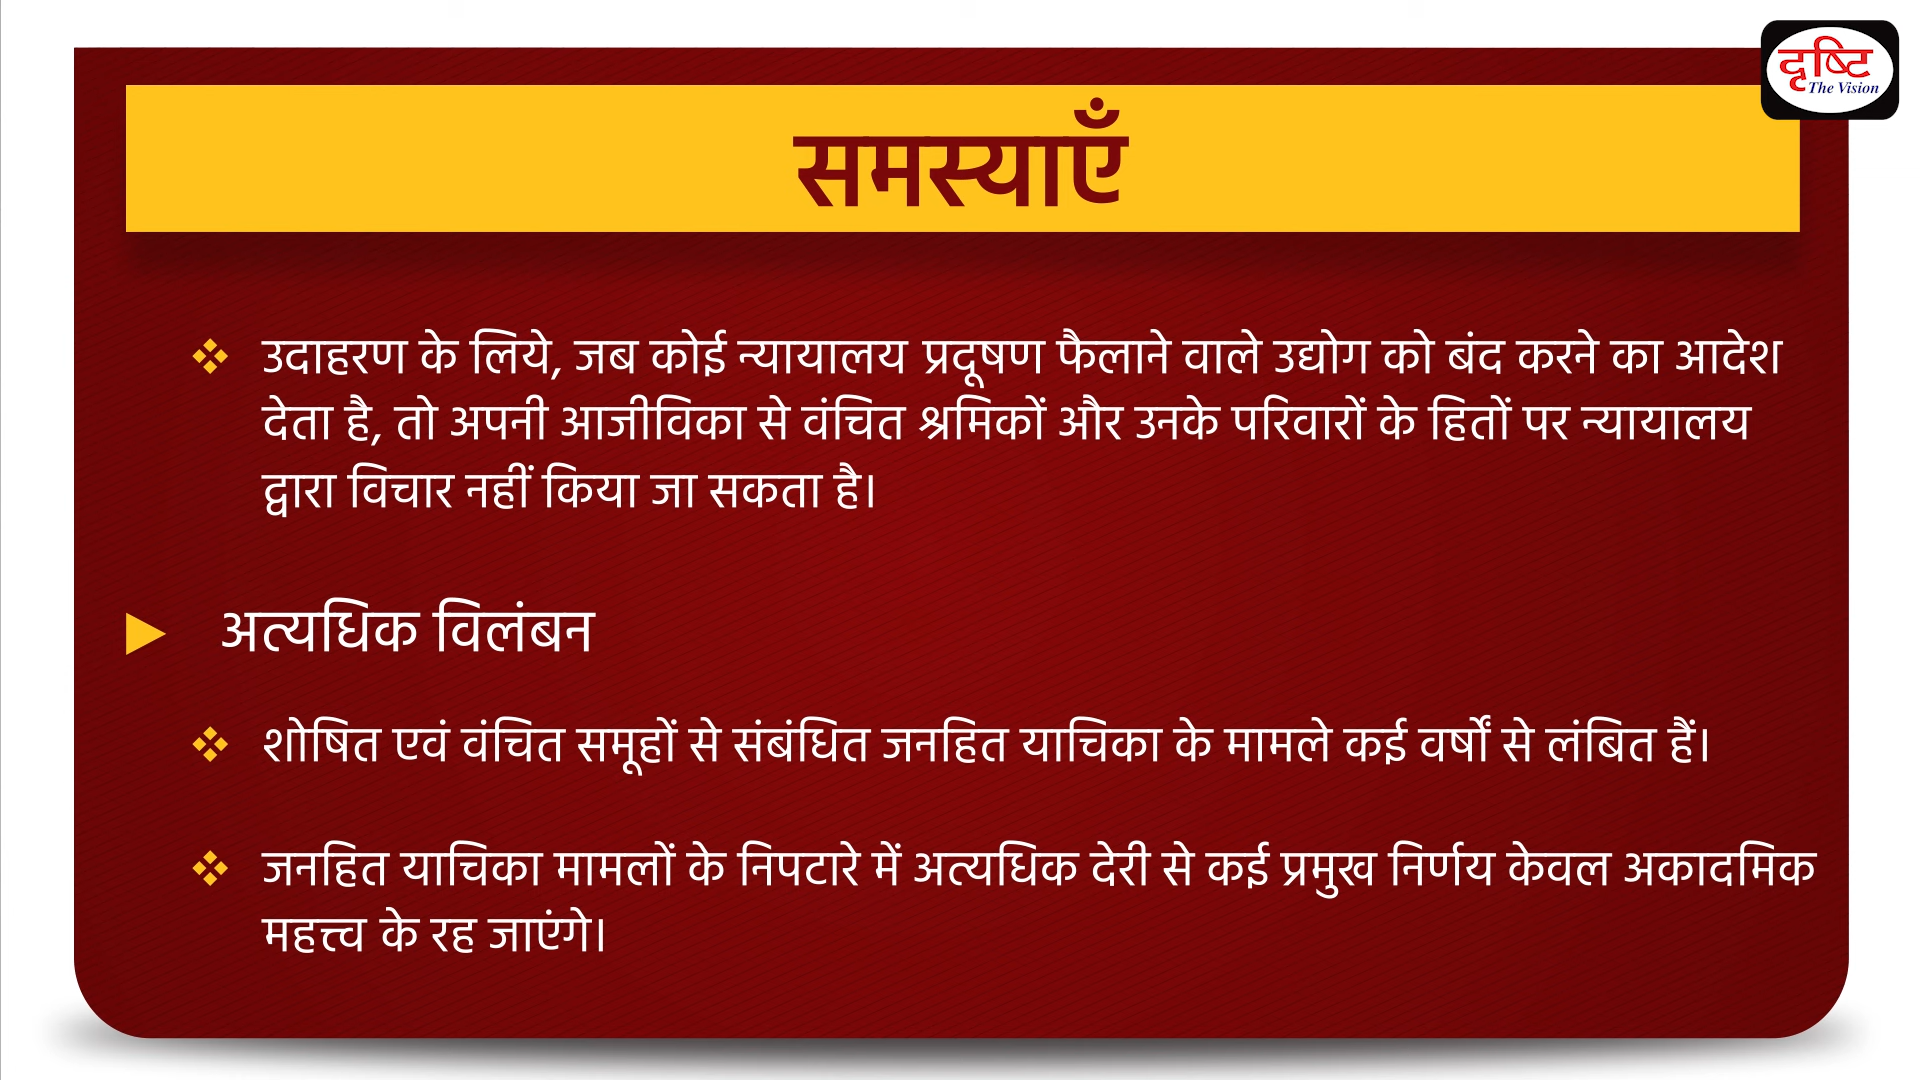 दृष्टि
The Vision
समस्याएँ
उदाहरण के लिये, जब कोई न्यायालय प्रदूषण फैलाने वाले उद्योग को बंद करने का आदेश
देता है, तो अपनी आजीविका से वंचित श्रमिकों और उनके परिवारों के हितों पर न्यायालय
द्वारा विचार नहीं किया जा सकता है।
अत्यधिक विलंबन
शोषित एवं वंचित समूहों से संबंधित जनहित याचिका के मामले कई वर्षों से लंबित हैं।
जनहित याचिका मामलों के निपटारे में अत्यधिक देरी से कई प्रमुख निर्णय केवल अकादमिक
महत्त्व के रह जाएंगे।